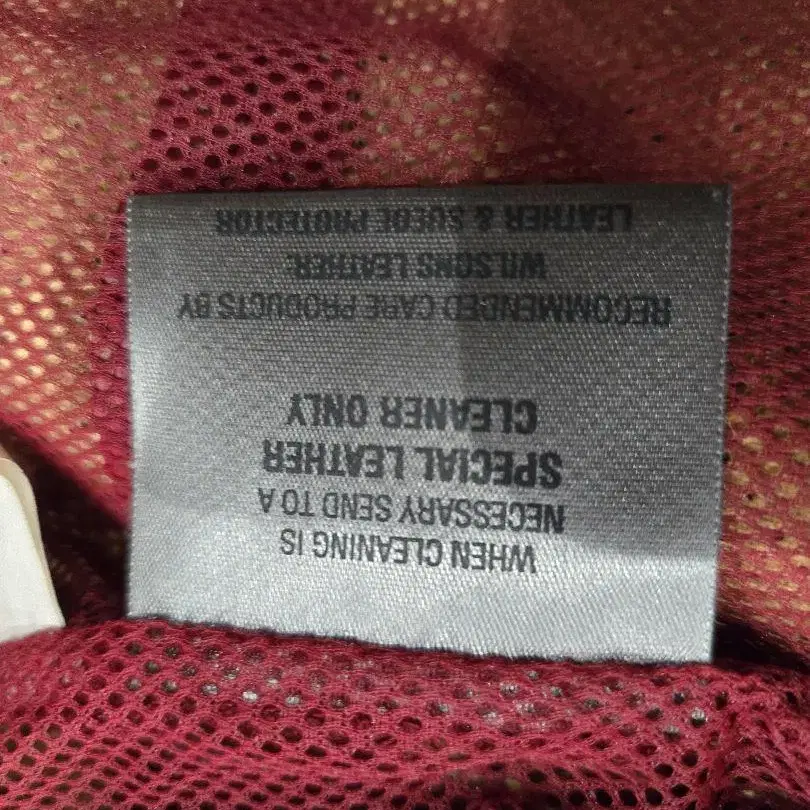 WHEN CLEANING IS
NECESSARY SEND TO A
SPECIAL LEATHER
CLEANER ONLY
RECOMMENDED CARE PRODUCTS BY
WILSONS LEATHER:
LEATHER & SUEDE PROTECTOR